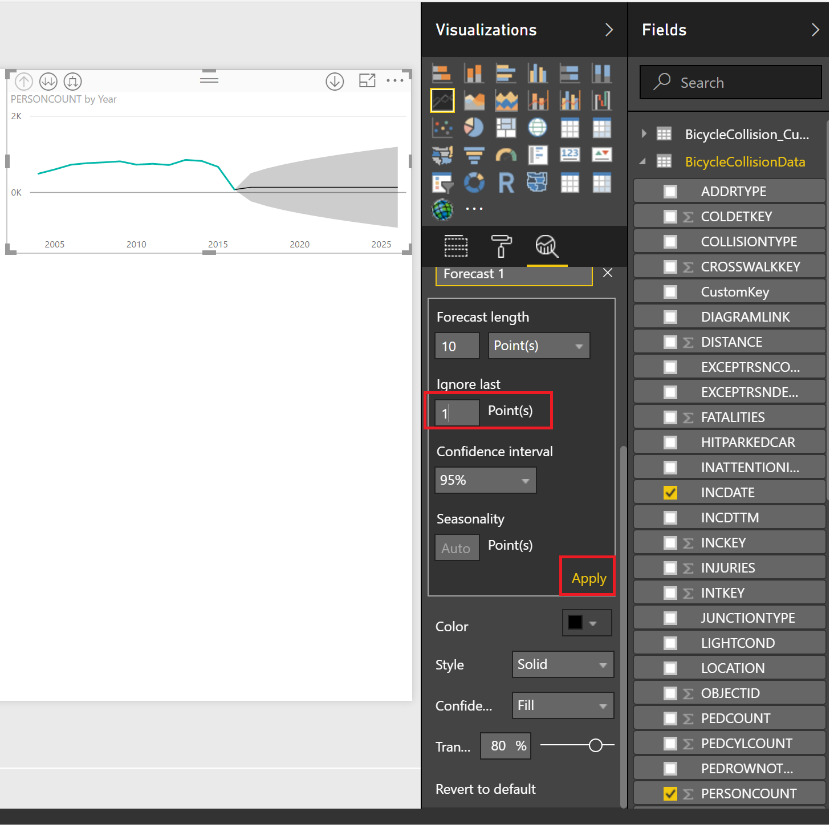 Visualizations
Fields
PERSONCOUNT by Year
2K
0K
2005
2010
2015
2020
2025
R
123
Forecast 1
Forecast length
10
Point(s)
Ignore last
1
Point(s)
Confidence interval
95%
Seasonality
Auto
Point(s)
Apply
Color
Style
Solid
Confide...
Fill
Tran...
80 %
Revert to default
Search
BicycleCollision_Cu...
BicycleCollisionData
ADDRTYPE
Σ COLDETKEY
COLLISIONTYPE
Σ CROSSWALKKEY
CustomKey
DIAGRAMLINK
Σ DISTANCE
EXCEPTRSNCO...
EXCEPTRSNDE...
Σ FATALITIES
HITPARKEDCAR
INATTENTIONI...
INCDATE
INCDTTM
Σ INCKEY
Σ INJURIES
Σ INTKEY
JUNCTIONTYPE
LIGHTCOND
LOCATION
Σ OBJECTID
Σ PEDCOUNT
Σ PEDCYLCOUNT
PEDROWNOT...
Σ PERSONCOUNT